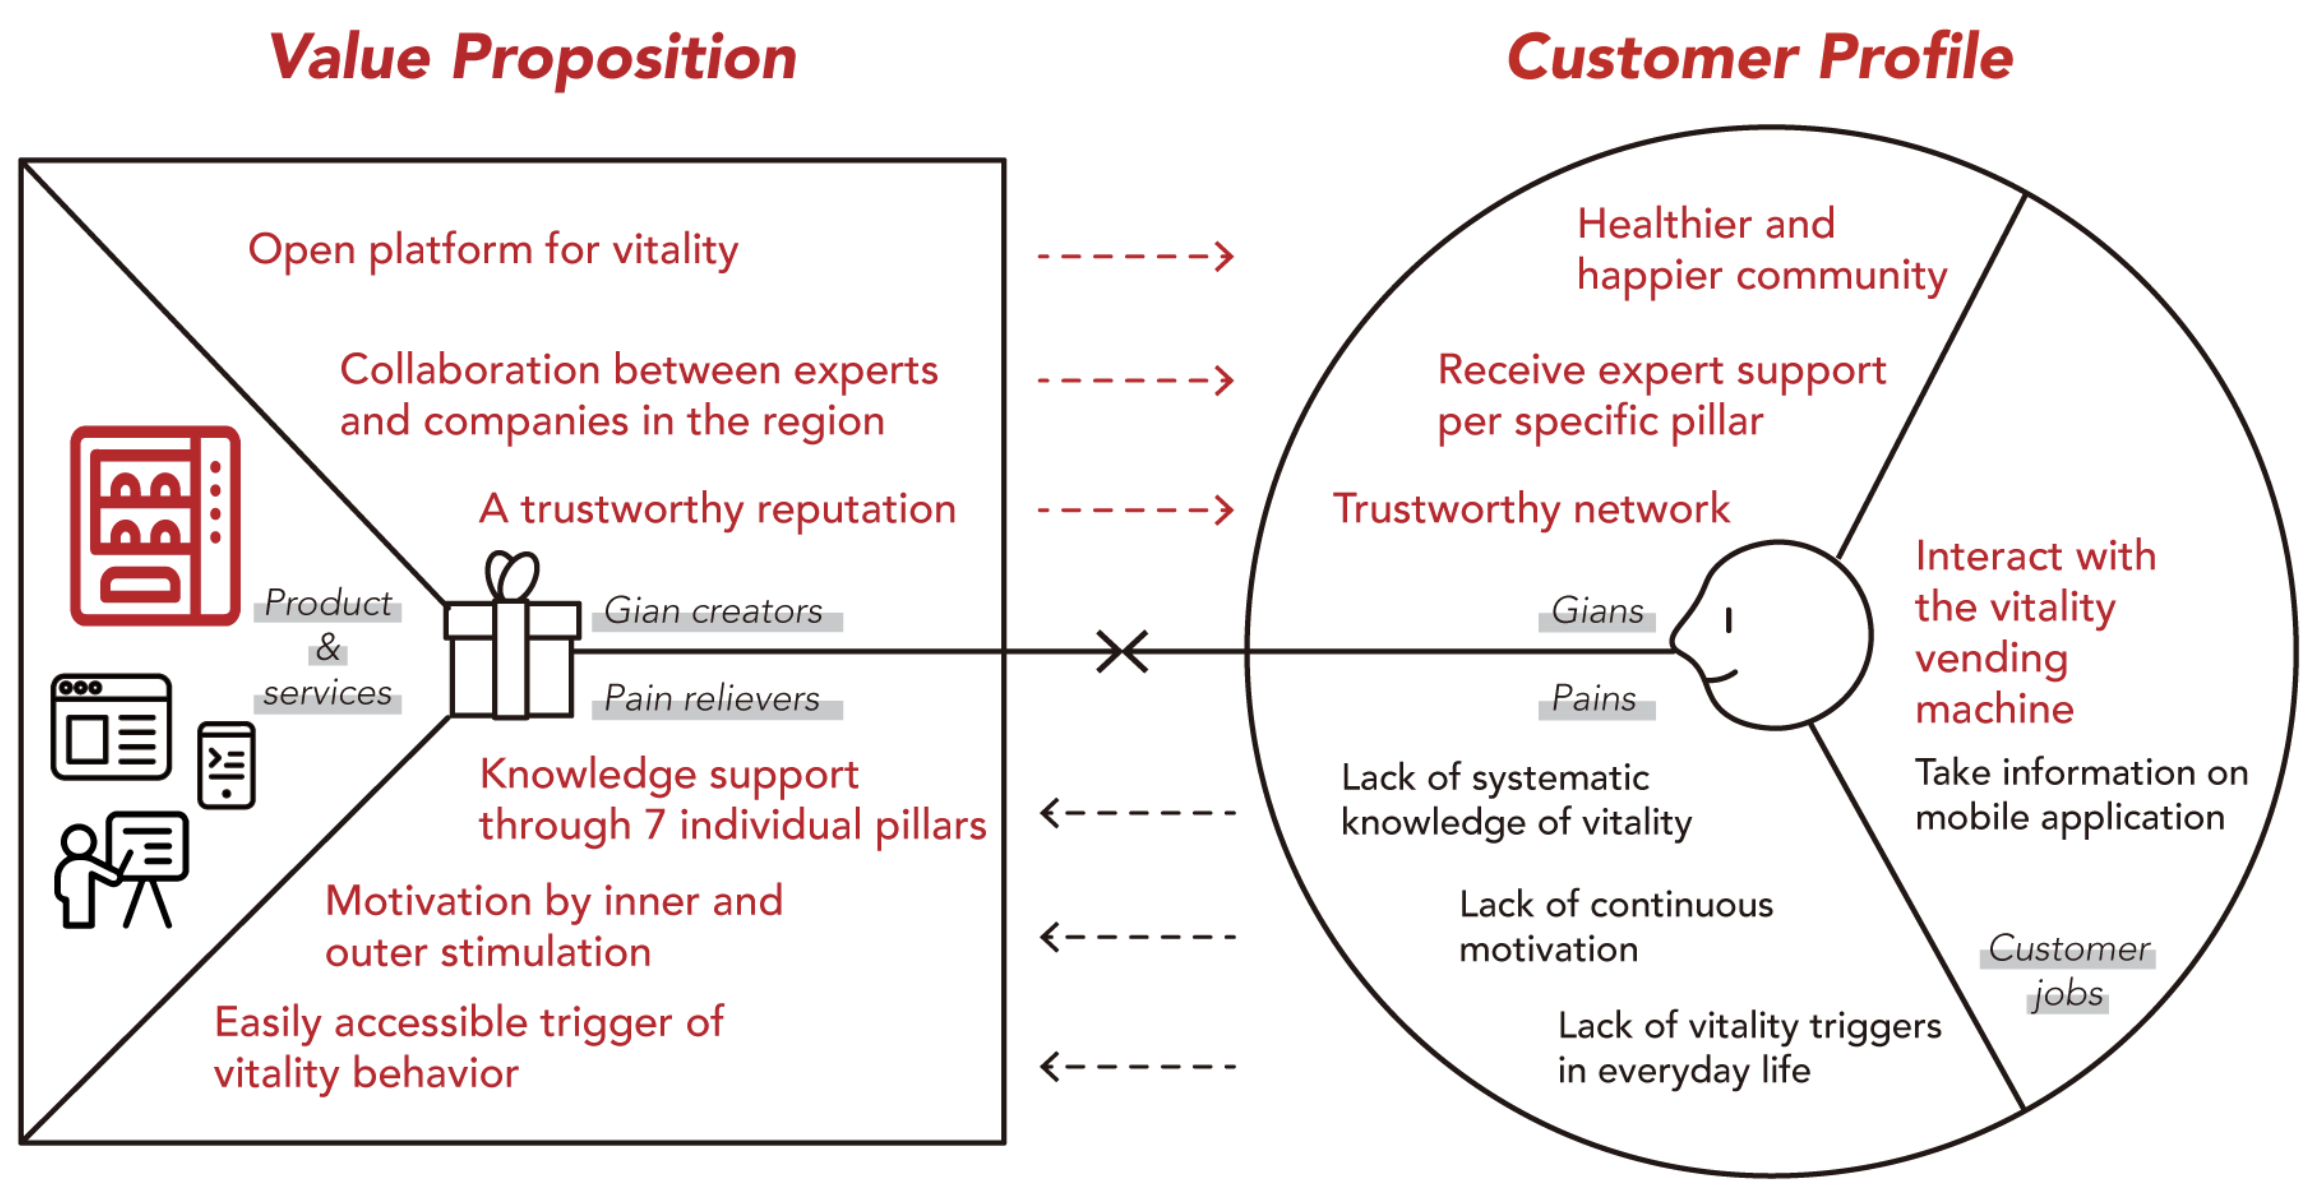 Value Proposition
Customer Profile
Open platform for vitality
Collaboration between experts
and companies in the region
A trustworthy reputation
Product
&
services
Gian creators
Pain relievers
Knowledge support
through 7 individual pillars
Motivation by inner and
outer stimulation
Easily accessible trigger of
vitality behavior
Healthier and
happier community
Receive expert support
per specific pillar
Trustworthy network
Gians
Pains
Lack of systematic
knowledge of vitality
Lack of continuous
motivation
Lack of vitality triggers
in everyday life
Interact with
the vitality
vending
machine
Take information on
mobile application
Customer
jobs